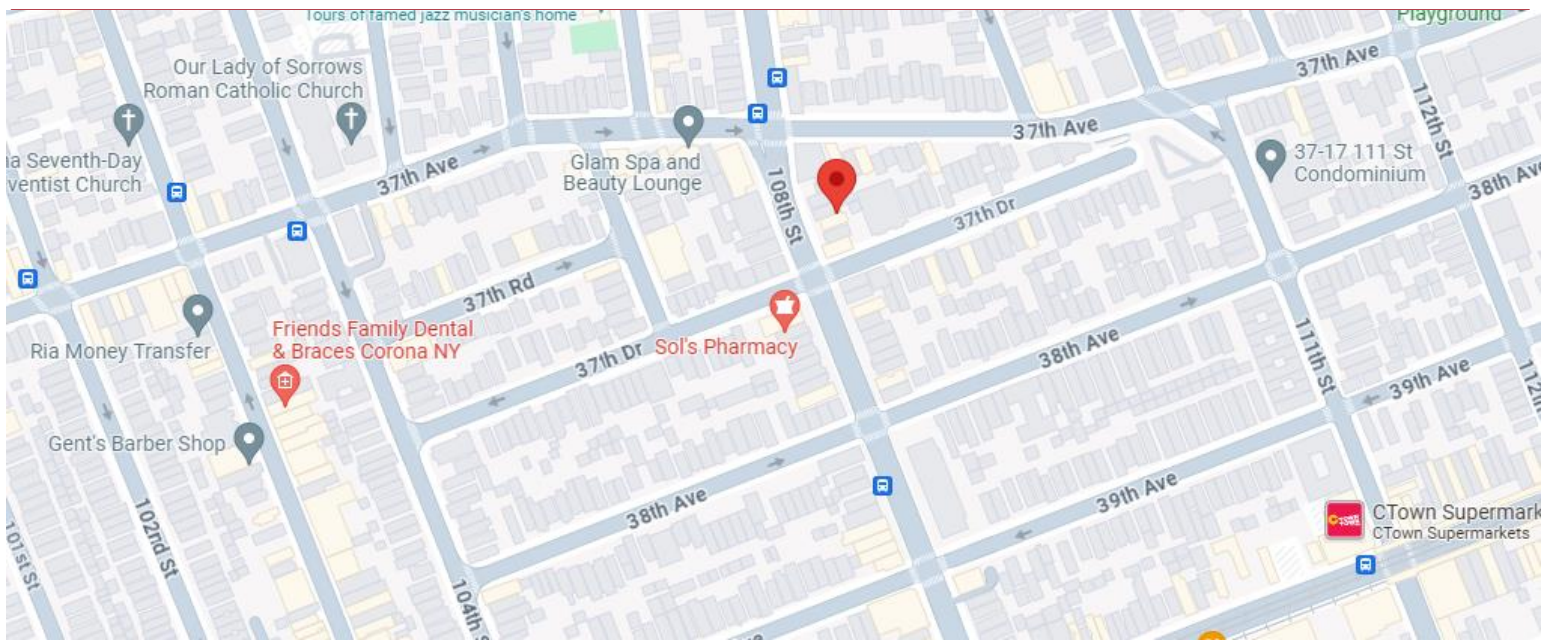 Tours of famed jazz musician's home
Playground
Our Lady of Sorrows
Roman Catholic Church
37th Ave
112th St
37th Ave
na Seventh-Day
ventist Church
37th Ave
Glam Spa and
Beauty Lounge
108th St
37-17 111 St
Condominium
38th Ave
37th Dr
37th Rd
Ria Money Transfer
Friends Family Dental
& Braces Corona NY
37th Dr
Sol's Pharmacy
38th Ave
111th St
39th Ave
112t
Gent's Barber Shop
38th Ave
39th Ave
CTown Supermark
CTown Supermarkets
102nd St
101st St
104th S